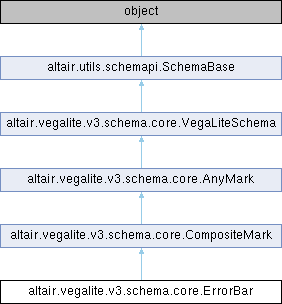 object
altair.utils.schemapi.SchemaBase
altair.vegalite.v3.schema.core.VegaLiteSchema
altair.vegalite.v3.schema.core.AnyMark
altair.vegalite.v3.schema.core.CompositeMark
altair.vegalite.v3.schema.core.ErrorBar